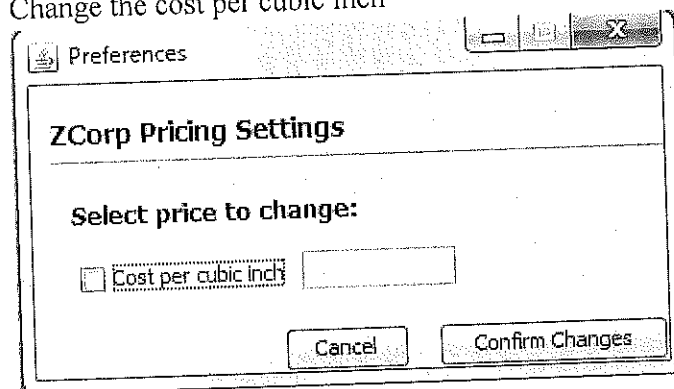 Change the cost per cubic inch
Preferences
ZCorp Pricing Settings
Select price to change:
Cost per cubic inch
Cancel
Confirm Changes